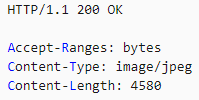 HTTP/1.1 200 OK
Accept-Ranges: bytes
Content-Type: image/jpeg
Content-Length: 4580